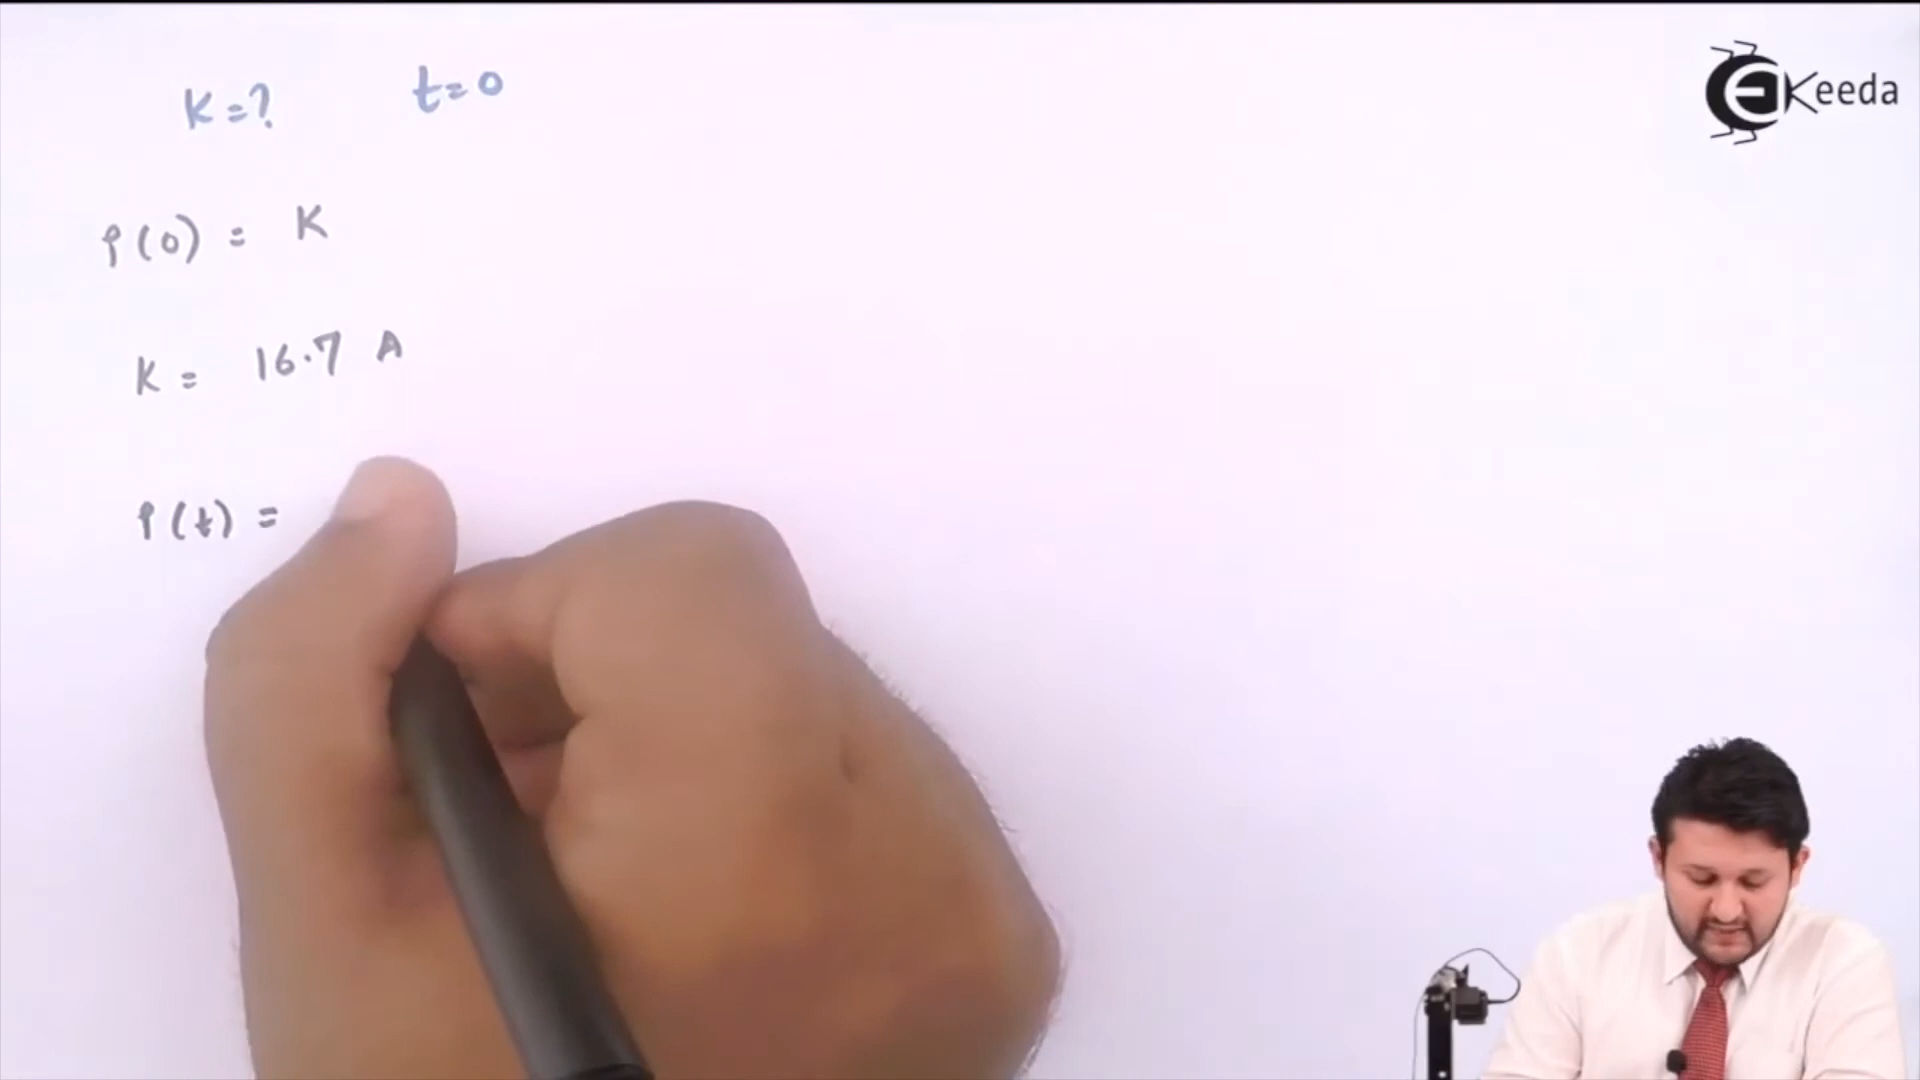 K=? t=0
Keeda
i(0) = K
K = 16.7 A
i(t) =